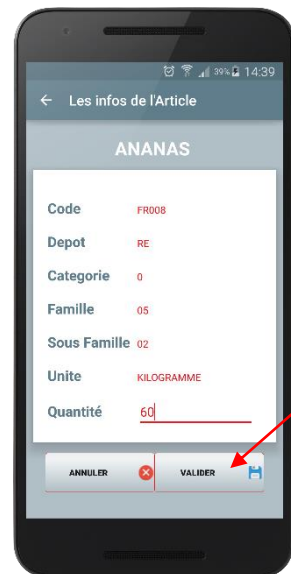 39% 14:39
← Les infos de l'Article
ANANAS
Code FR008
Depot RE
Categorie 0
Famille 05
Sous Famille 02
Unite KILOGRAMME
Quantité 60
ANNULER VALIDER